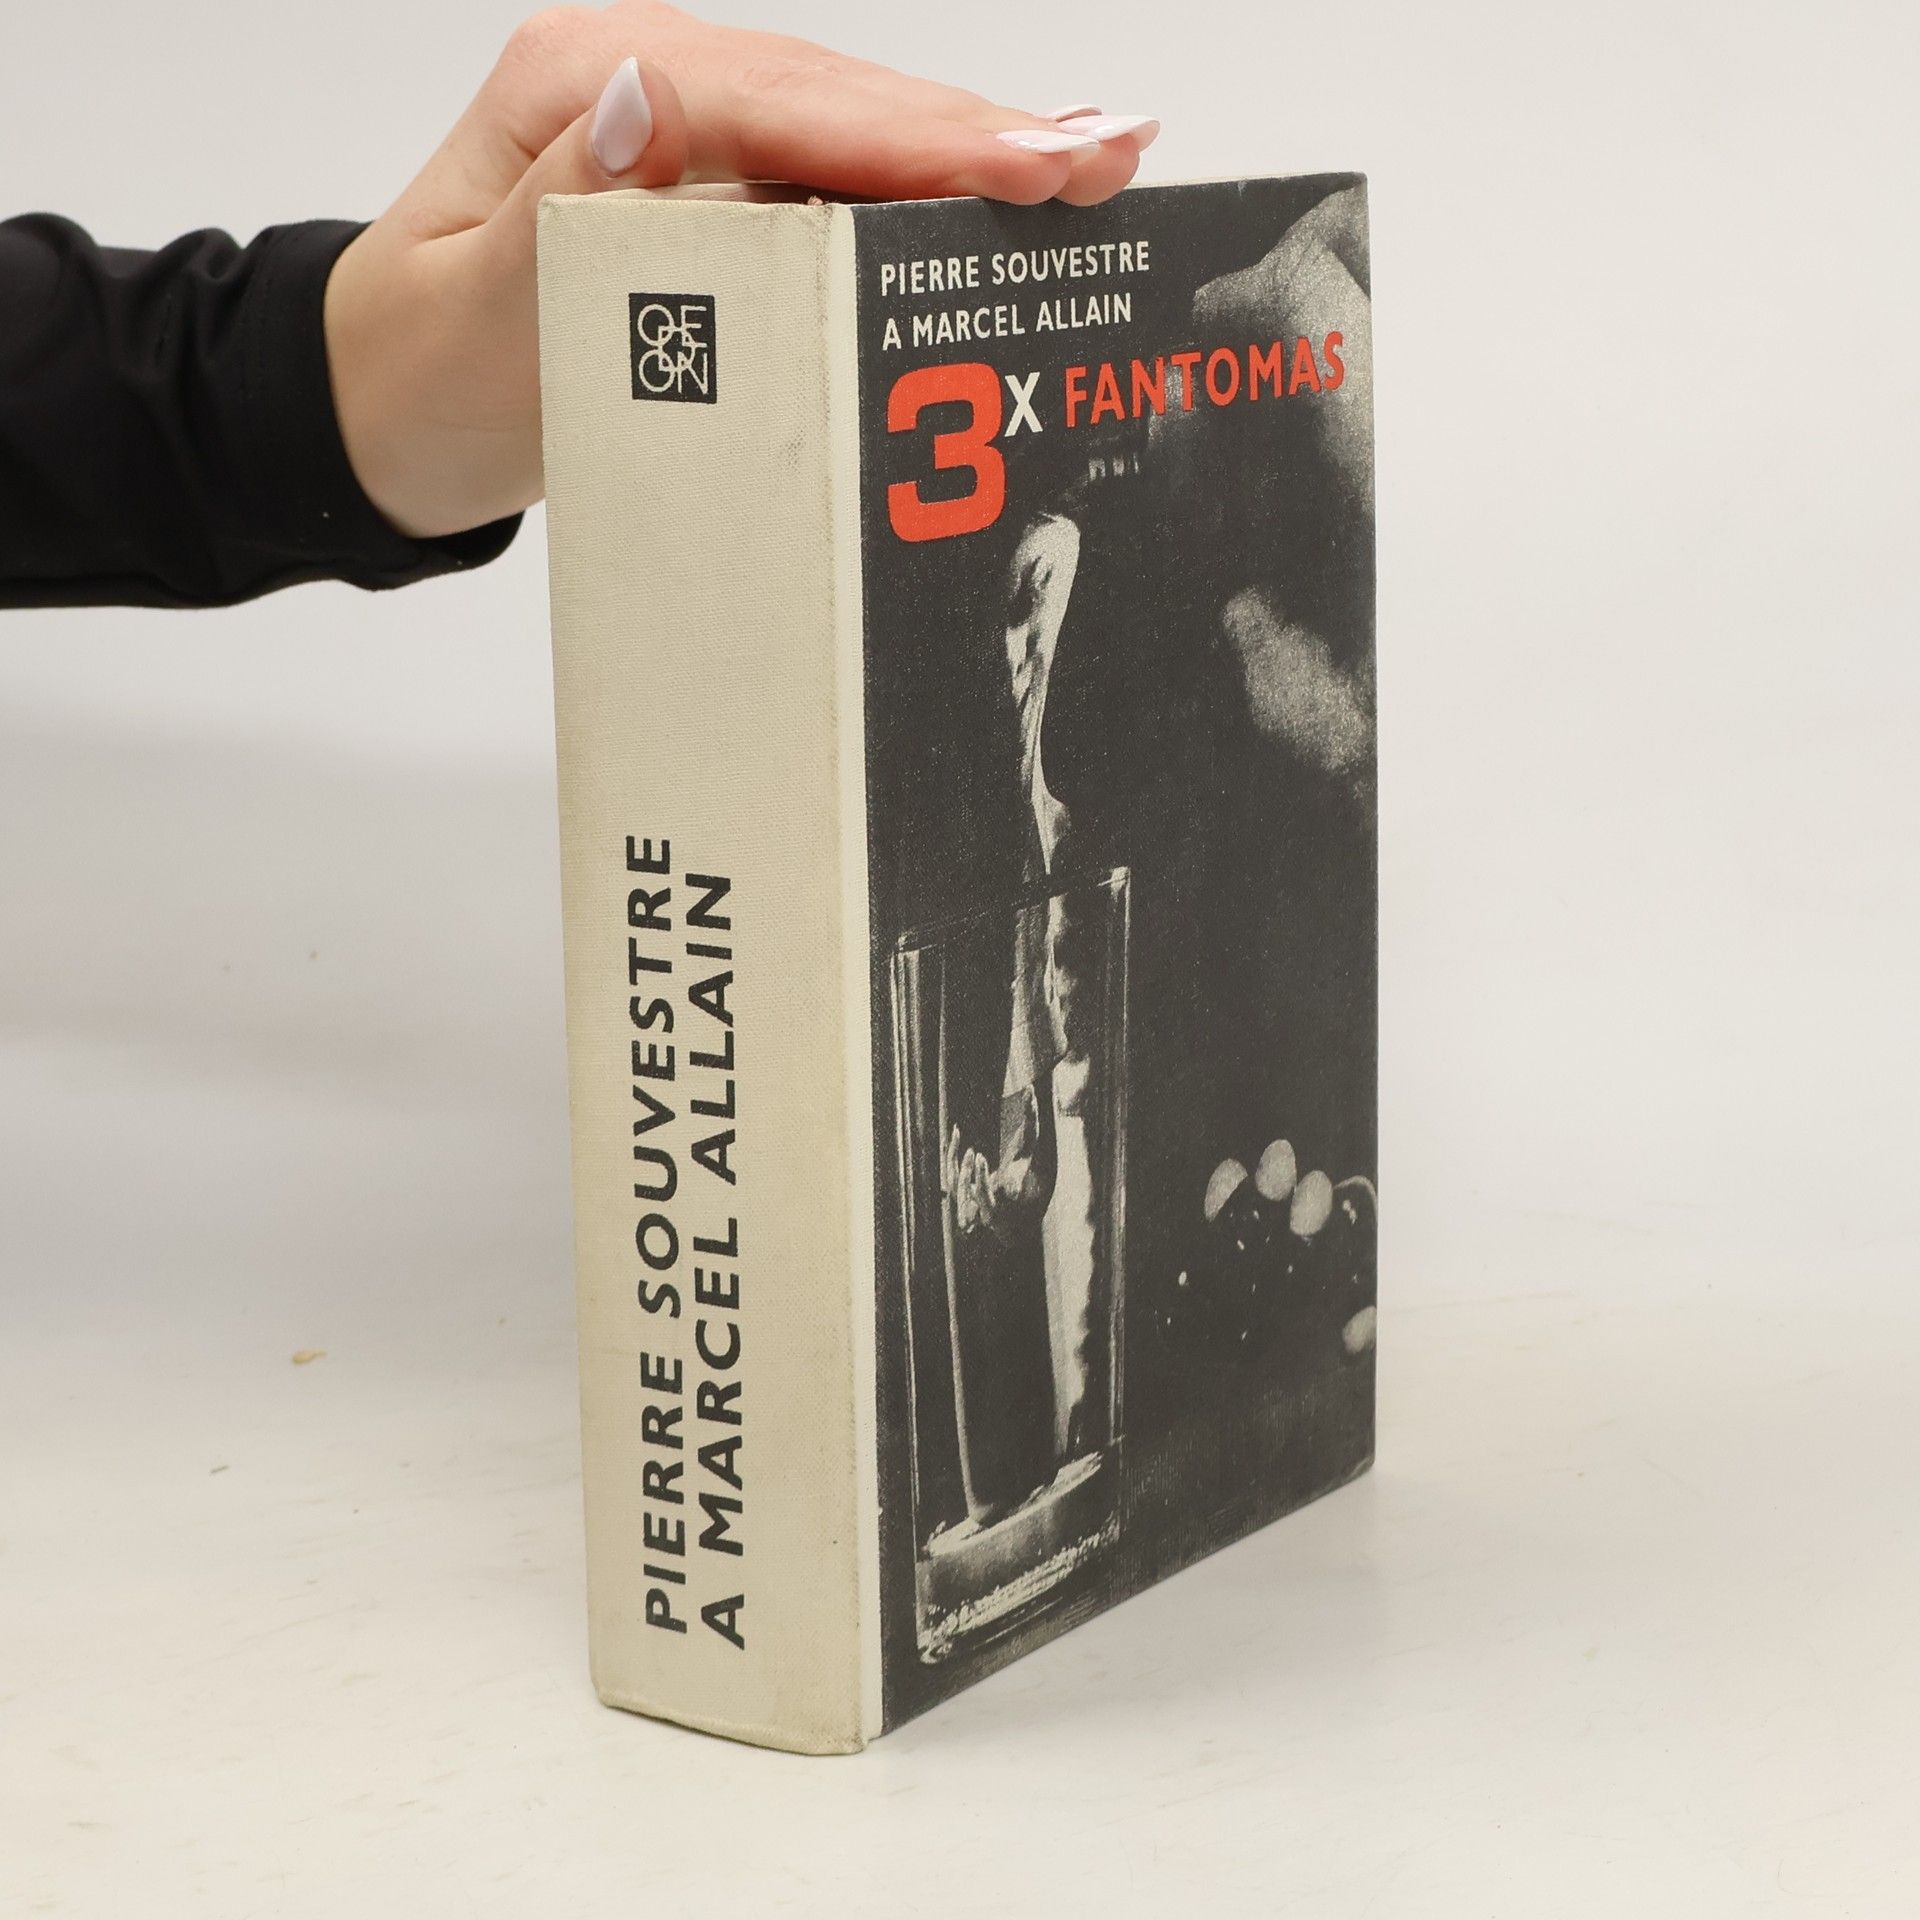 ODEON
PIERRE SOUVESTRE
A MARCEL ALLAIN
PIERRE SOUVESTRE
A MARCEL ALLAIN
3X FANTOMAS